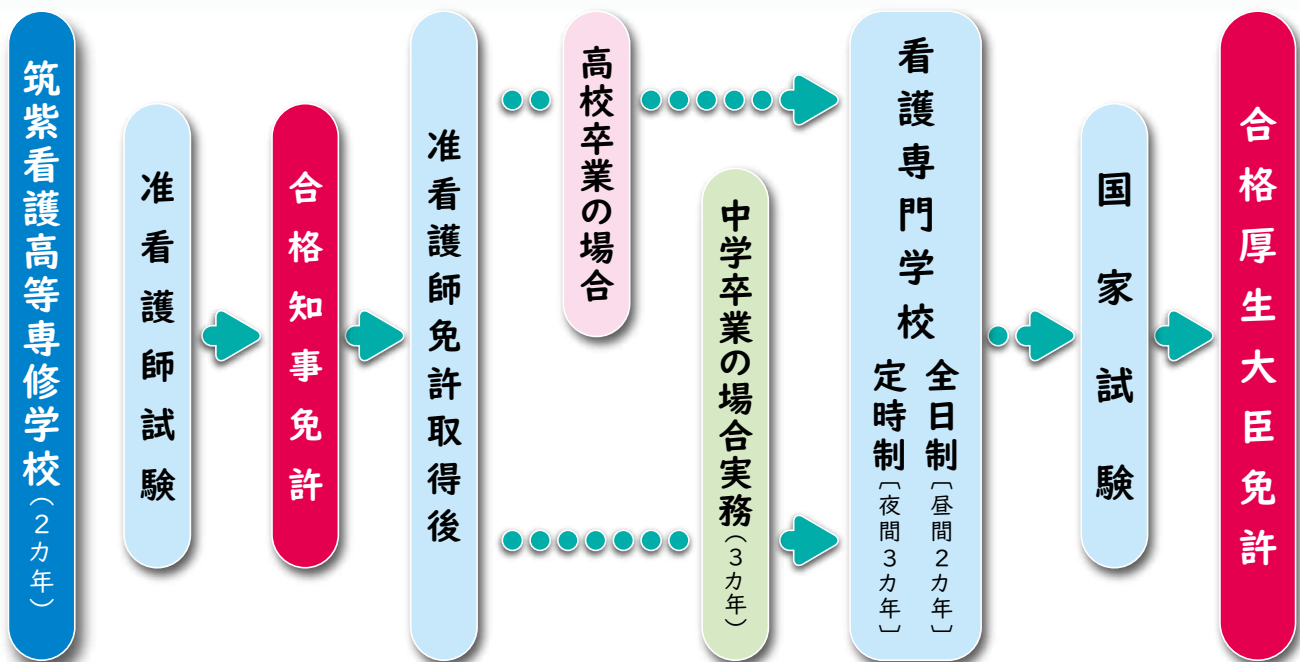 筑紫看護高等専修学校(2カ年)
准看護師試験
合格知事免許
准看護師免許取得後
高校卒業の場合
中学卒業の場合実務(3カ年)
看護専門学校
全日制[昼間2カ年]
定時制[夜間3カ年]
国家試験
合格厚生大臣免許